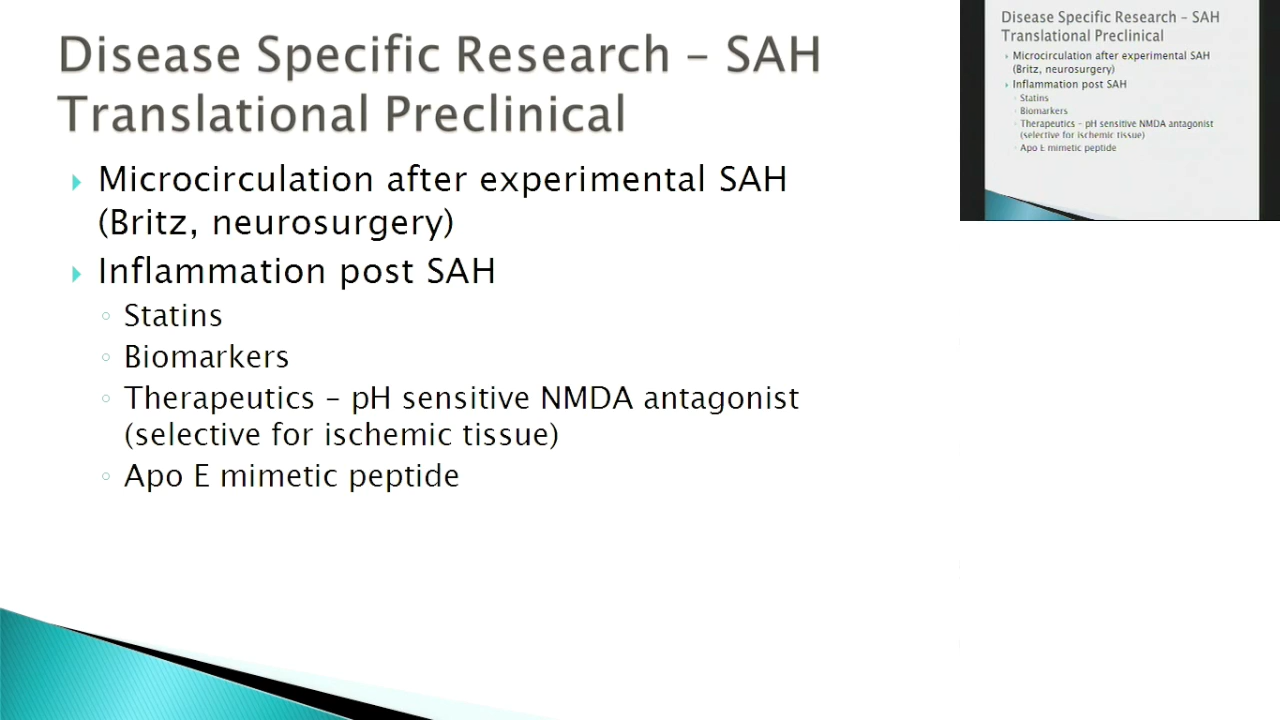 Disease Specific Research – SAH
Translational Preclinical
Microcirculation after experimental SAH
(Britz, neurosurgery)
Inflammation post SAH
Statins
Biomarkers
Therapeutics – pH sensitive NMDA antagonist
(selective for ischemic tissue)
Apo E mimetic peptide
Disease Specific Research – SAH
Translational Preclinical
Microcirculation after experimental SAH
(Britz, neurosurgery)
Inflammation post SAH
Statins
Biomarkers
Therapeutics – pH sensitive NMDA antagonist
(selective for ischemic tissue)
Apo E mimetic peptide